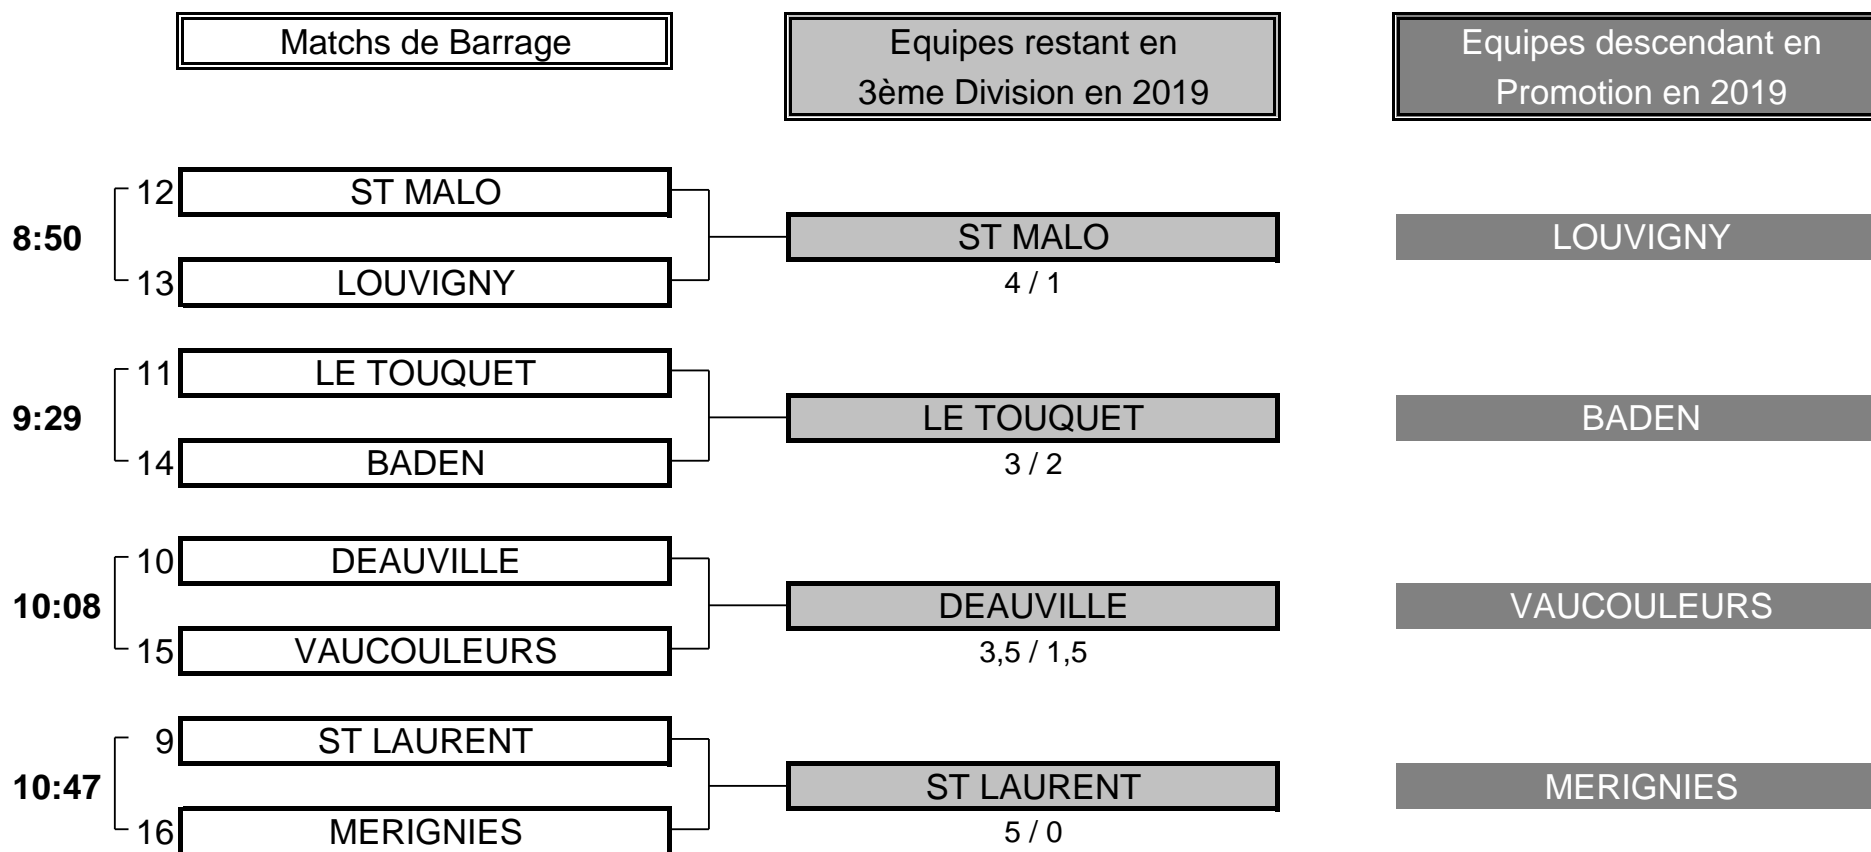 Matchs de Barrage
Equipes restant en
3ème Division en 2019
Equipes descendant en
Promotion en 2019
12 ST MALO
8:50 ST MALO LOUVIGNY
13 LOUVIGNY 4 / 1
11 LE TOUQUET
9:29 LE TOUQUET BADEN
14 BADEN 3 / 2
10 DEAUVILLE
10:08 DEAUVILLE VAUCOULEURS
15 VAUCOULEURS 3,5 / 1,5
9 ST LAURENT
10:47 ST LAURENT MERIGNIES
16 MERIGNIES 5 / 0